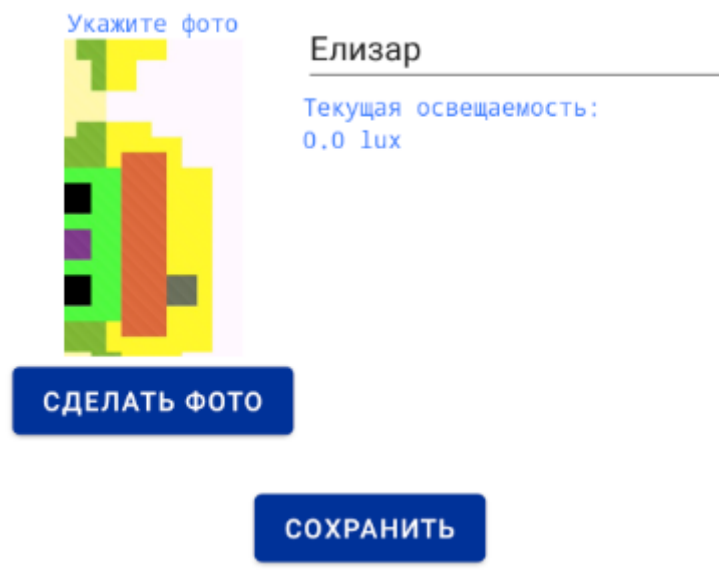 Укажите фото
Елизар
Текущая освещаемость:
0.0 lux
СДЕЛАТЬ ФОТО
СОХРАНИТЬ